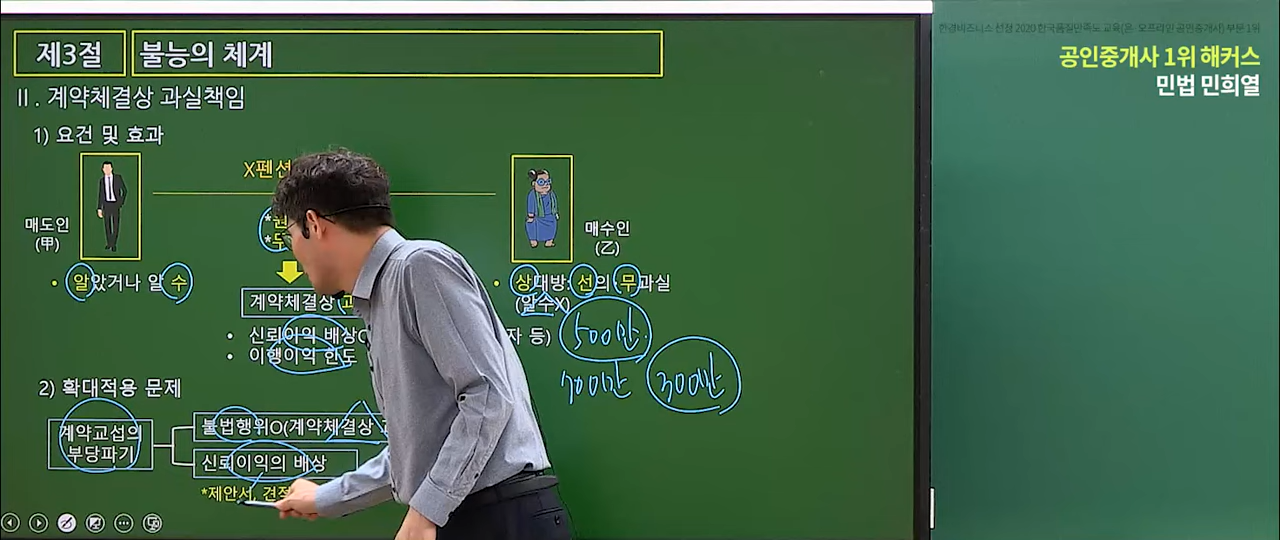 한경비즈니스 선정 2020 한국품질만족도 교육(온·오프라인 공인중개사) 부문 1위
공인중개사 1위 해커스
민법 민희열
제3절 불능의 체계
Ⅱ. 계약체결상 과실책임
1) 요건 및 효과
X펜션
매도인
(甲)
매수인
(乙)
• 알았거나 알 수
• 상대방: 선의 무과실
(알수X)
계약체결상
• 신뢰이익 배상
자 등)
500만
• 이행이익 한도
700만
300만
2) 확대적용 문제
계약교섭의
부당파기
불법행위O(계약체결상
신뢰이익의 배상
*제안서, 견적